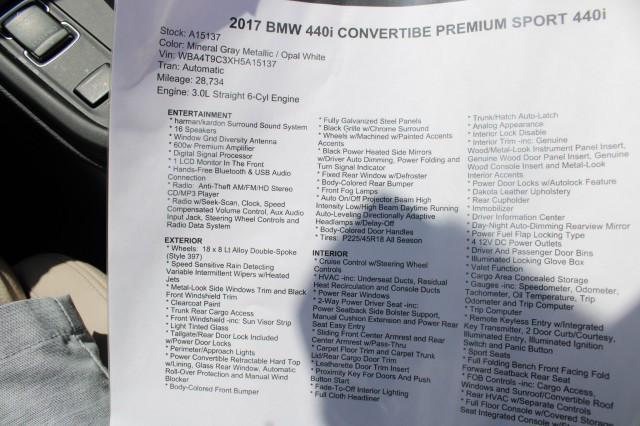 2017 BMW 440i CONVERTIBE PREMIUM SPORT 440i
Stock: A15137
Color: Mineral Gray Metallic / Opal White
Vin: WBA4T9C3XH5A15137
Tran: Automatic
Mileage: 28,734
Engine: 3.0L Straight 6-Cyl Engine
ENTERTAINMENT
* harman/kardon Surround Sound System
* 16 Speakers
* Window Grid Diversity Antenna
* 600w Premium Amplifier
* Digital Signal Processor
* 1 LCD Monitor In The Front
* Hands-Free Bluetooth & USB Audio
Connection
* Radio: Anti-Theft AM/FM/HD Stereo
CD/MP3 Player
* Radio w/Seek-Scan, Clock, Speed
Compensated Volume Control, Aux Audio
Input Jack, Steering Wheel Controls and
Radio Data System
EXTERIOR
* Wheels: 18 x 8 Lt Alloy Double-Spoke
(Style 397)
* Speed Sensitive Rain Detecting
Variable Intermittent Wipers w/Heated
Jets
* Metal-Look Side Windows Trim and Black
Front Windshield Trim
* Clearcoat Paint
* Trunk Rear Cargo Access
* Front Windshield -inc: Sun Visor Strip
* Light Tinted Glass
* Tailgate/Rear Door Lock Included
w/Power Door Locks
* Perimeter/Approach Lights
* Power Convertible Retractable Hard Top
w/Lining, Glass Rear Window, Automatic
Roll-Over Protection and Manual Wind
Blocker
* Body-Colored Front Bumper
* Fully Galvanized Steel Panels
* Black Grille w/Chrome Surround
* Wheels w/Machined w/Painted Accents
Accents
* Black Power Heated Side Mirrors
w/Driver Auto Dimming, Power Folding and
Turn Signal Indicator
* Fixed Rear Window w/Defroster
* Body-Colored Rear Bumper
* Front Fog Lamps
* Auto On/Off Projector Beam High
Intensity Low/High Beam Daytime Running
Auto-Leveling Directionally Adaptive
Headlamps w/Delay-Off
* Body-Colored Door Handles
* Tires: P225/45R18 All Season
INTERIOR
* Cruise Control w/Steering Wheel
Controls
* HVAC -inc: Underseat Ducts, Residual
Heat Recirculation and Console Ducts
* Power Rear Windows
* 2-Way Power Driver Seat -inc:
Power Seatback Side Bolster Support,
Manual Cushion Extension and Power Rear
Seat Easy Entry
* Sliding Front Center Armrest and Rear
Center Armrest w/Pass-Thru
* Carpet Floor Trim and Carpet Trunk
Lid/Rear Cargo Door Trim
* Leatherette Door Trim Insert
* Proximity Key For Doors And Push
Button Start
* Fade-To-Off Interior Lighting
* Full Cloth Headliner
* Trunk/Hatch Auto-Latch
* Analog Appearance
* Interior Lock Disable
* Interior Trim -inc: Genuine
Wood/Metal-Look Instrument Panel Insert,
Genuine Wood Door Panel Insert, Genuine
Wood Console Insert and Metal-Look
Interior Accents
* Power Door Locks w/Autolock Feature
* Dakota Leather Upholstery
* Rear Cupholder
* Immobilizer
* Driver Information Center
* Day-Night Auto-Dimming Rearview Mirror
* Power Fuel Flap Locking Type
* 4 12V DC Power Outlets
* Driver And Passenger Door Bins
* Illuminated Locking Glove Box
* Valet Function
* Cargo Area Concealed Storage
* Gauges -inc: Speedometer, Odometer,
Tachometer, Oil Temperature, Trip
Odometer and Trip Computer
* Trip Computer
* Remote Keyless Entry w/Integrated
Key Transmitter, 2 Door Curb/Courtesy,
Illuminated Entry, Illuminated Ignition
Switch and Panic Button
* Sport Seats
* Full Folding Bench Front Facing Fold
Forward Seatback Rear Seat
* FOB Controls -inc: Cargo Access,
Windows and Sunroof/Convertible Roof
* Rear HVAC w/Separate Controls
* Full Floor Console w/Covered Storage
Seat Integrated Console